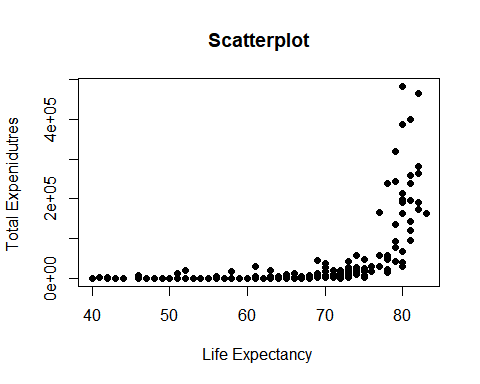 Scatterplot
Total Expenidutres
4e+05
2e+05
0e+00
40 50 60 70 80
Life Expectancy